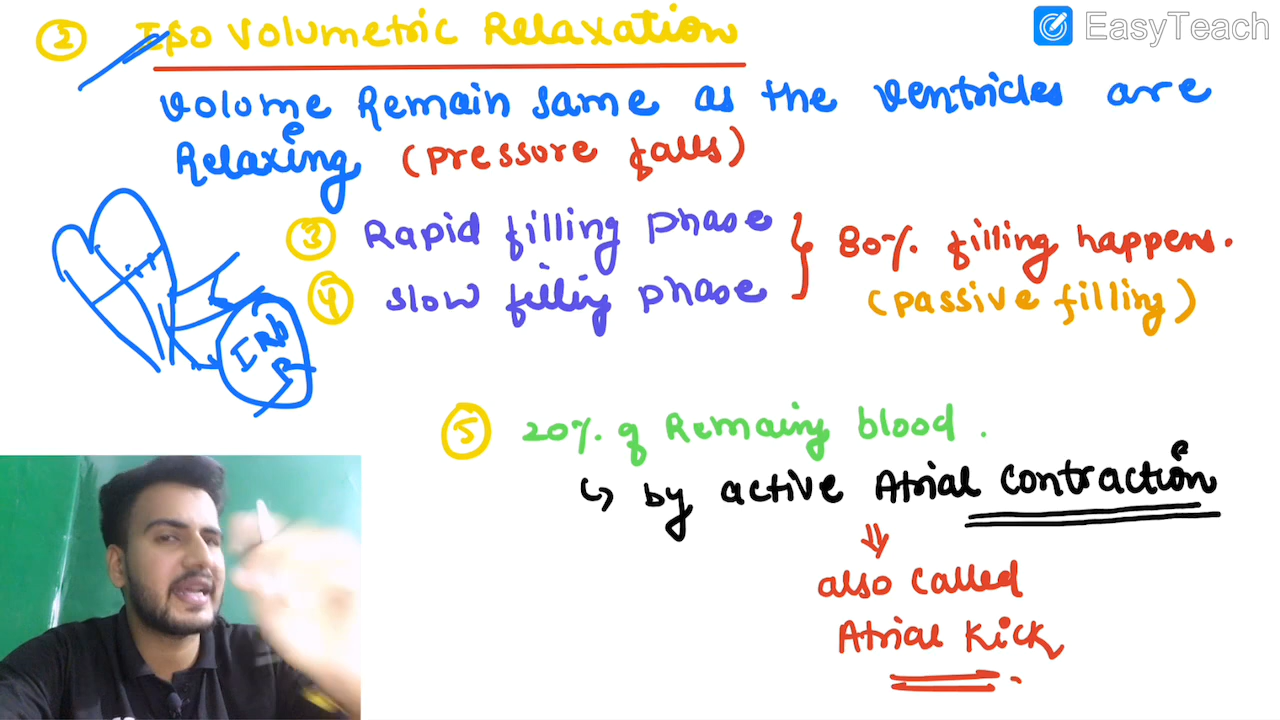 ② Iso Volumetric Relaxation
EasyTeach
Volume Remain same as the ventricles are
Relaxing (pressure falls)
③ Rapid filling phase
④ slow filling phase
80% filling happens.
(passive filling)
⑤ 20% of Remaing blood.
↳ by active Atrial contraction
⇓
also called
Atrial Kick